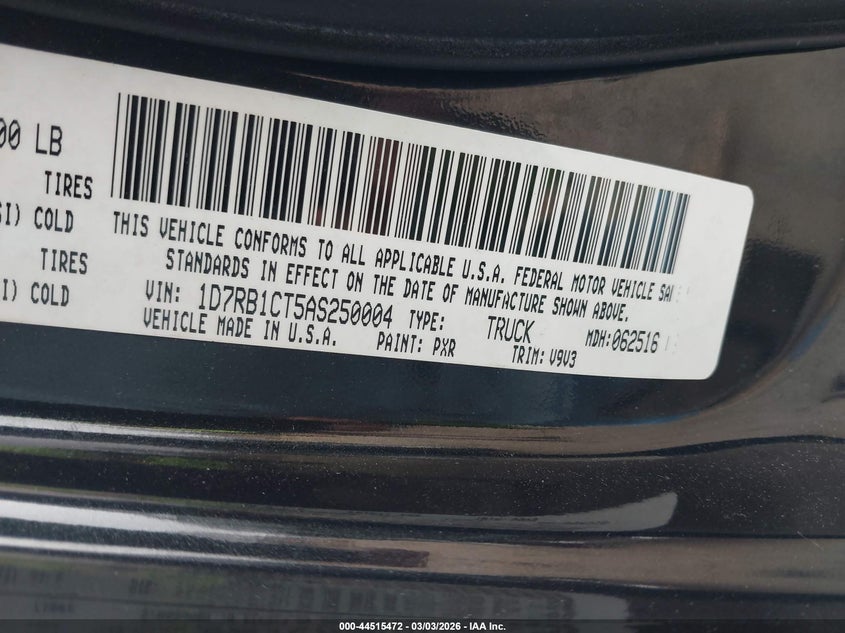 00 LB
TIRES
SI) COLD
TIRES
I) COLD
THIS VEHICLE CONFORMS TO ALL APPLICABLE U.S.A. FEDERAL MOTOR VEHICLE
STANDARDS IN EFFECT ON THE DATE OF MANUFACTURE SHOWN ABOVE.
VIN: 1D7RB1CT5AS250004 TYPE: TRUCK MDH:062516
VEHICLE MADE IN U.S.A. PAINT: PXR TRIM: V9V3
000-44515472 | 03/03/2026 - IAA Inc.